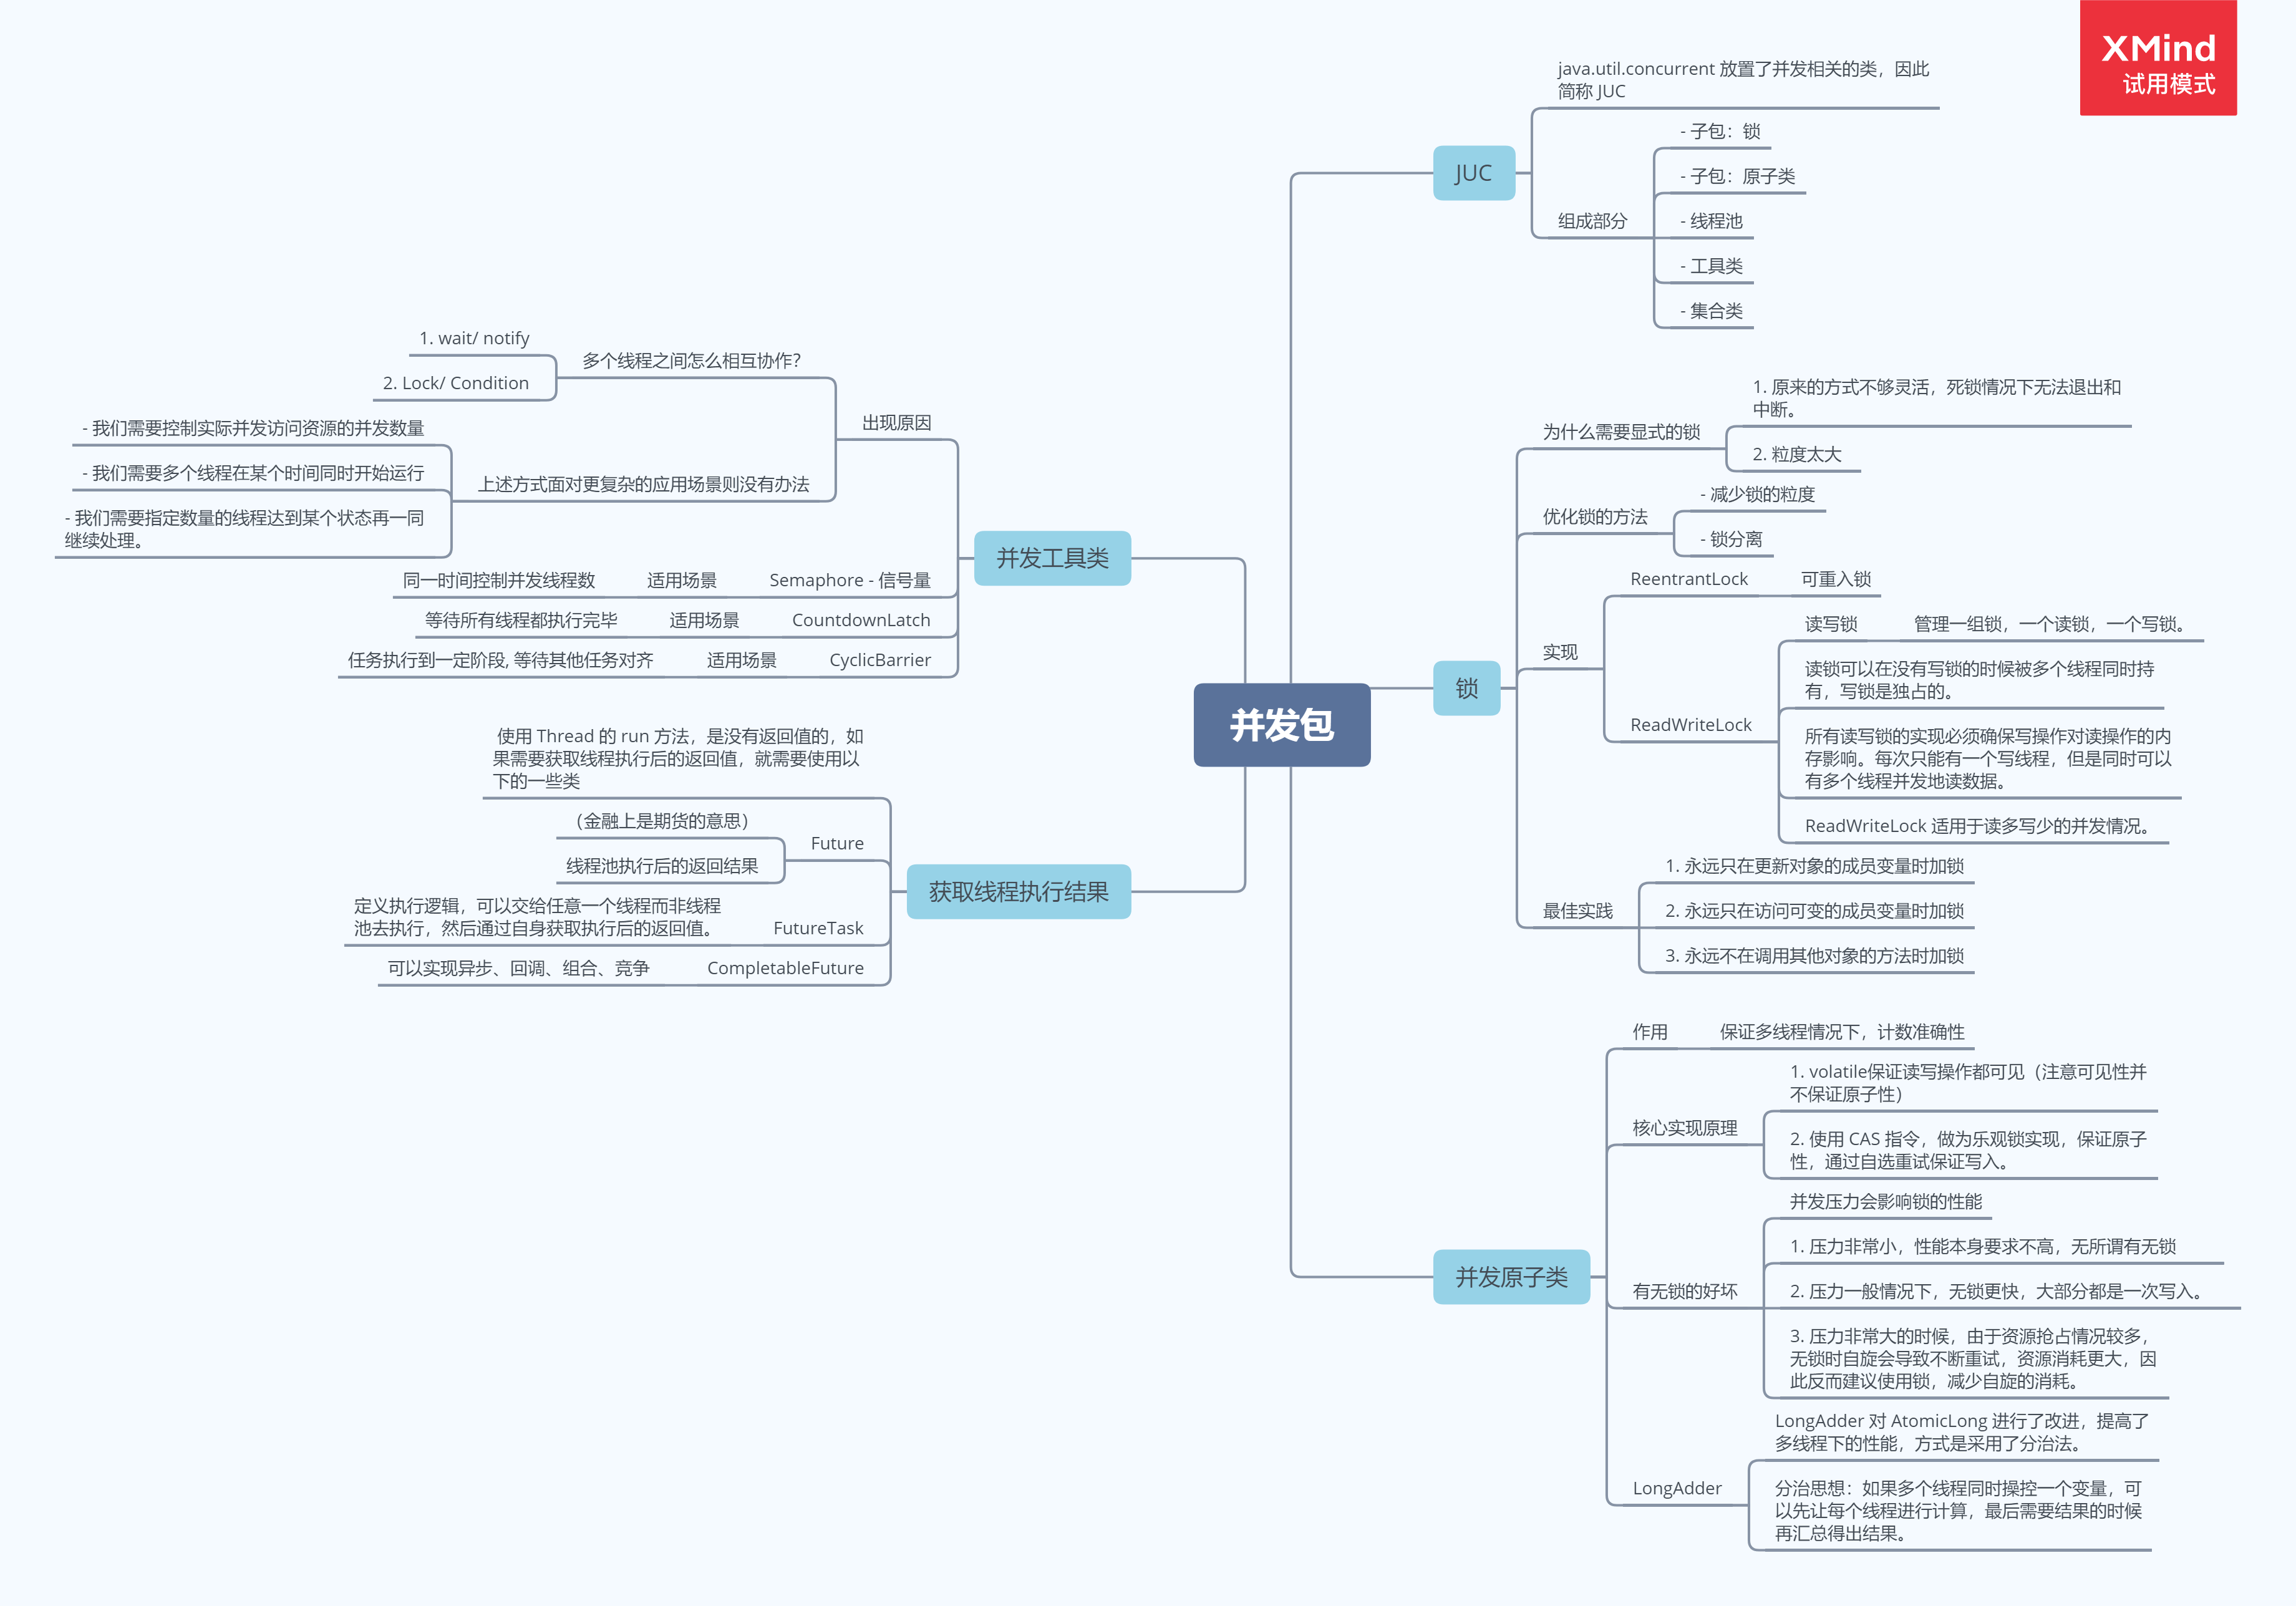 XMind
试用模式
并发包
JUC
java.util.concurrent 放置了并发相关的类，因此
简称 JUC
组成部分
- 子包：锁
- 子包：原子类
- 线程池
- 工具类
- 集合类
锁
为什么需要显式的锁
1. 原来的方式不够灵活，死锁情况下无法退出和
中断。
2. 粒度太大
优化锁的方法
- 减少锁的粒度
- 锁分离
实现
ReentrantLock
可重入锁
ReadWriteLock
读写锁
管理一组锁，一个读锁，一个写锁。
读锁可以在没有写锁的时候被多个线程同时持
有，写锁是独占的。
所有读写锁的实现必须确保写操作对读操作的内
存影响。每次只能有一个写线程，但是同时可以
有多个线程并发地读数据。
ReadWriteLock 适用于读多写少的并发情况。
最佳实践
1. 永远只在更新对象的成员变量时加锁
2. 永远只在访问可变的成员变量时加锁
3. 永远不在调用其他对象的方法时加锁
并发原子类
作用
保证多线程情况下，计数准确性
核心实现原理
1. volatile保证读写操作都可见（注意可见性并
不保证原子性）
2. 使用 CAS 指令，做为乐观锁实现，保证原子
性，通过自选重试保证写入。
有无锁的好坏
并发压力会影响锁的性能
1. 压力非常小，性能本身要求不高，无所谓有无锁
2. 压力一般情况下，无锁更快，大部分都是一次写入。
3. 压力非常大的时候，由于资源抢占情况较多，
无锁时自旋会导致不断重试，资源消耗更大，因
此反而建议使用锁，减少自旋的消耗。
LongAdder
LongAdder 对 AtomicLong 进行了改进，提高了
多线程下的性能，方式是采用了分治法。
分治思想：如果多个线程同时操控一个变量，可
以先让每个线程进行计算，最后需要结果的时候
再汇总得出结果。
并发工具类
出现原因
多个线程之间怎么相互协作？
1. wait/ notify
2. Lock/ Condition
上述方式面对更复杂的应用场景则没有办法
- 我们需要控制实际并发访问资源的并发数量
- 我们需要多个线程在某个时间同时开始运行
- 我们需要指定数量的线程达到某个状态再一同
继续处理。
Semaphore - 信号量
适用场景
同一时间控制并发线程数
CountdownLatch
适用场景
等待所有线程都执行完毕
CyclicBarrier
适用场景
任务执行到一定阶段, 等待其他任务对齐
获取线程执行结果
使用 Thread 的 run 方法，是没有返回值的，如
果需要获取线程执行后的返回值，就需要使用以
下的一些类
Future
（金融上是期货的意思）
线程池执行后的返回结果
FutureTask
定义执行逻辑，可以交给任意一个线程而非线程
池去执行，然后通过自身获取执行后的返回值。
CompletableFuture
可以实现异步、回调、组合、竞争